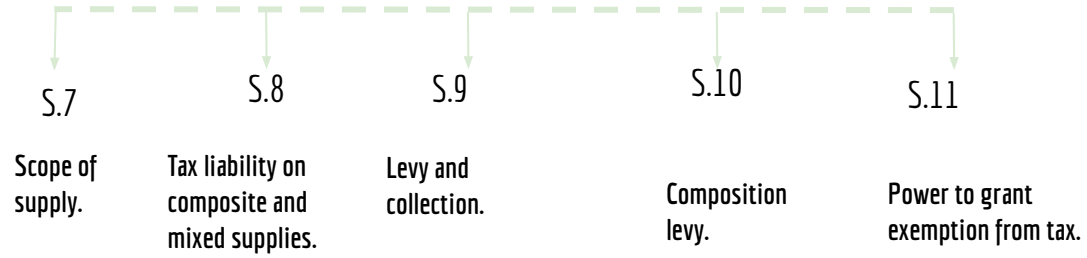 S.7
S.8
S.9
S.10
S.11
Scope of
supply.
Tax liability on
composite and
mixed supplies.
Levy and
collection.
Composition
levy.
Power to grant
exemption from tax.